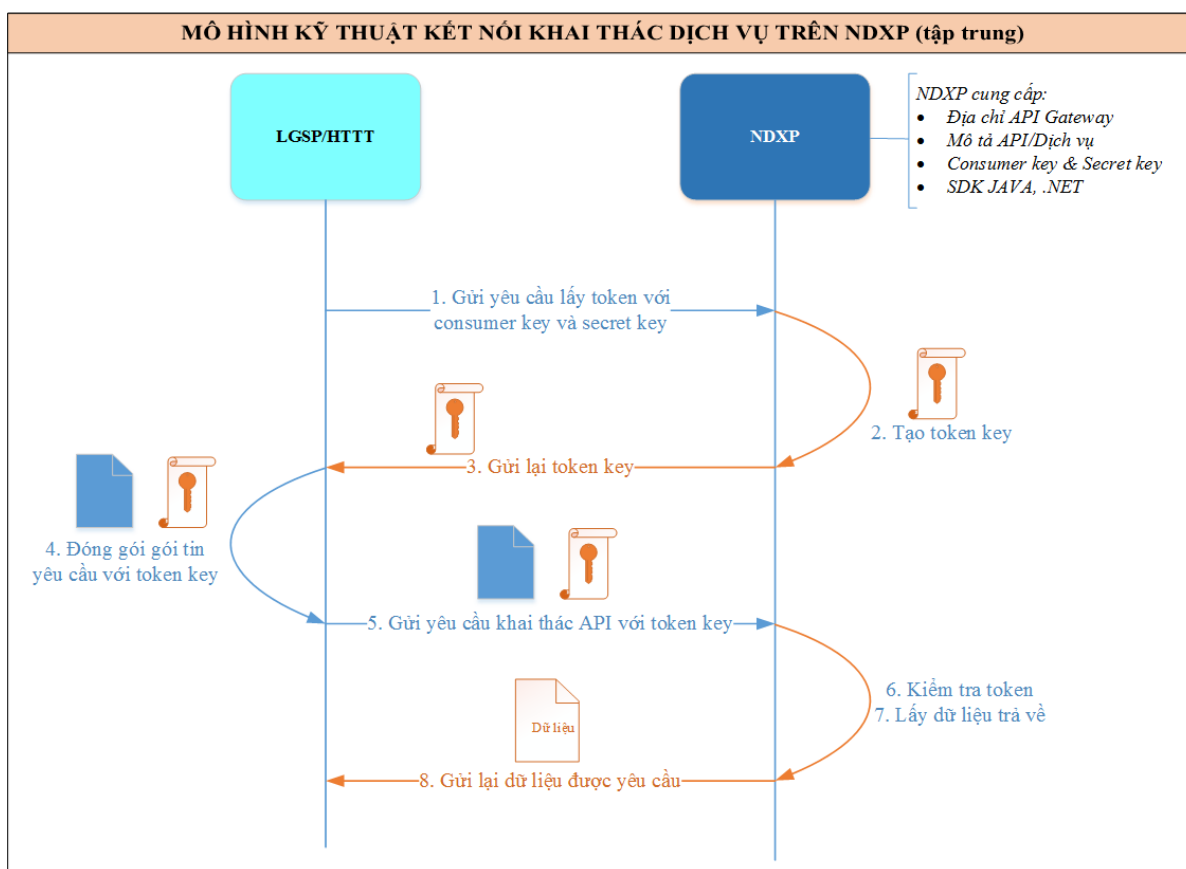 MÔ HÌNH KỸ THUẬT KẾT NỐI KHAI THÁC DỊCH VỤ TRÊN NDXP (tập trung)
LGSP/HTTT
NDXP
NDXP cung cấp:
• Địa chỉ API Gateway
• Mô tả API/Dịch vụ
• Consumer key & Secret key
• SDK JAVA, .NET
1. Gửi yêu cầu lấy token với
consumer key và secret key
2. Tạo token key
3. Gửi lại token key
4. Đóng gói gói tin
yêu cầu với token key
5. Gửi yêu cầu khai thác API với token key
6. Kiểm tra token
7. Lấy dữ liệu trả về
Dữ liệu
8. Gửi lại dữ liệu được yêu cầu